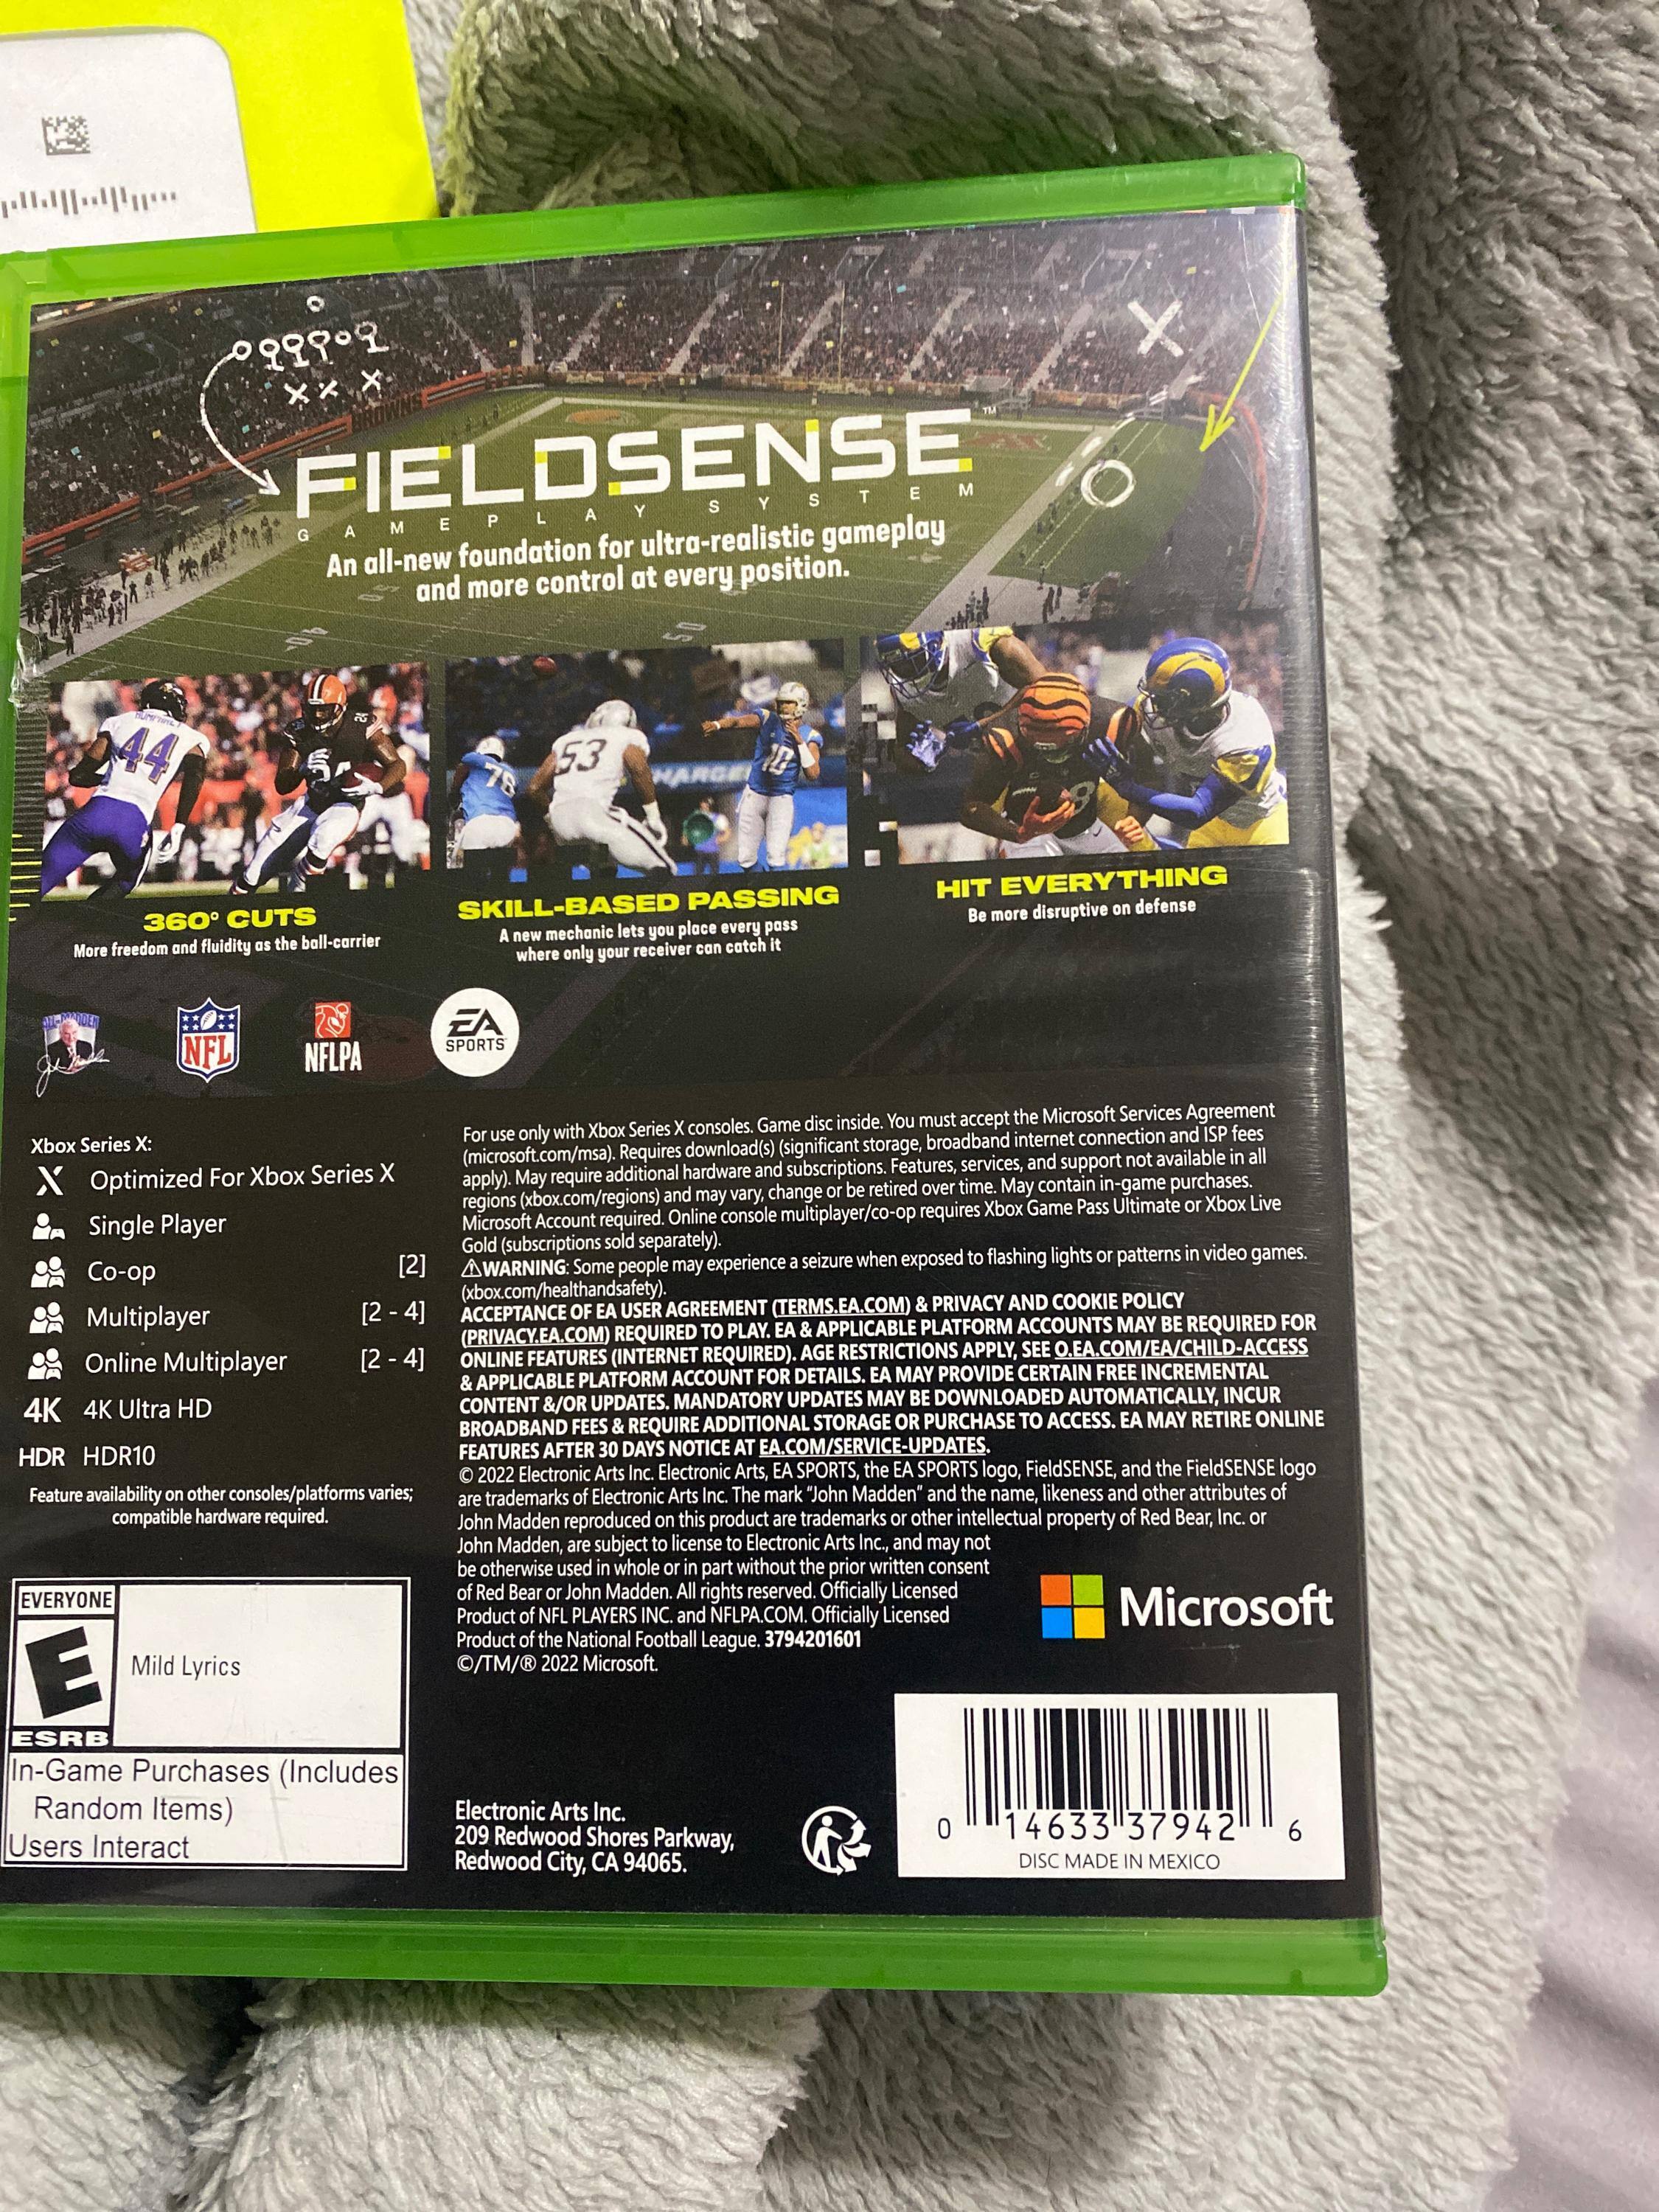 BROWNS
FIELDSENSE™
GAMEPLAY SYSTEM
An all-new foundation for ultra-realistic gameplay
and more control at every position.
40
50
HUMPHREY
44
24
76
53
CHARGE
10
360° CUTS
More freedom and fluidity as the ball-carrier
SKILL-BASED PASSING
A new mechanic lets you place every pass
where only your receiver can catch it
HIT EVERYTHING
Be more disruptive on defense
ALL-MADDEN
NFL
NFLPA
EA
SPORTS
Xbox Series X:
Optimized For Xbox Series X
Single Player
Co-op [2]
Multiplayer [2 - 4]
Online Multiplayer [2 - 4]
4K 4K Ultra HD
HDR HDR10
Feature availability on other consoles/platforms varies;
compatible hardware required.
For use only with Xbox Series X consoles. Game disc inside. You must accept the Microsoft Services Agreement
(microsoft.com/msa). Requires download(s) (significant storage, broadband internet connection and ISP fees
apply). May require additional hardware and subscriptions. Features, services, and support not available in all
regions (xbox.com/regions) and may vary, change or be retired over time. May contain in-game purchases.
Microsoft Account required. Online console multiplayer/co-op requires Xbox Game Pass Ultimate or Xbox Live
Gold (subscriptions sold separately).
⚠WARNING: Some people may experience a seizure when exposed to flashing lights or patterns in video games.
(xbox.com/healthandsafety).
ACCEPTANCE OF EA USER AGREEMENT (TERMS.EA.COM) & PRIVACY AND COOKIE POLICY
(PRIVACY.EA.COM) REQUIRED TO PLAY. EA & APPLICABLE PLATFORM ACCOUNTS MAY BE REQUIRED FOR
ONLINE FEATURES (INTERNET REQUIRED). AGE RESTRICTIONS APPLY, SEE O.EA.COM/EA/CHILD-ACCESS
& APPLICABLE PLATFORM ACCOUNT FOR DETAILS. EA MAY PROVIDE CERTAIN FREE INCREMENTAL
CONTENT &/OR UPDATES. MANDATORY UPDATES MAY BE DOWNLOADED AUTOMATICALLY, INCUR
BROADBAND FEES & REQUIRE ADDITIONAL STORAGE OR PURCHASE TO ACCESS. EA MAY RETIRE ONLINE
FEATURES AFTER 30 DAYS NOTICE AT EA.COM/SERVICE-UPDATES.
© 2022 Electronic Arts Inc. Electronic Arts, EA SPORTS, the EA SPORTS logo, FieldSENSE, and the FieldSENSE logo
are trademarks of Electronic Arts Inc. The mark “John Madden” and the name, likeness and other attributes of
John Madden reproduced on this product are trademarks or other intellectual property of Red Bear, Inc. or
John Madden, are subject to license to Electronic Arts Inc., and may not
be otherwise used in whole or in part without the prior written consent
of Red Bear or John Madden. All rights reserved. Officially Licensed
Product of NFL PLAYERS INC. and NFLPA.COM. Officially Licensed
Product of the National Football League. 3794201601
©/TM/® 2022 Microsoft.
Microsoft
EVERYONE
E
ESRB
Mild Lyrics
In-Game Purchases (Includes
Random Items)
Users Interact
Electronic Arts Inc.
209 Redwood Shores Parkway,
Redwood City, CA 94065.
0 14633 37942 6
DISC MADE IN MEXICO